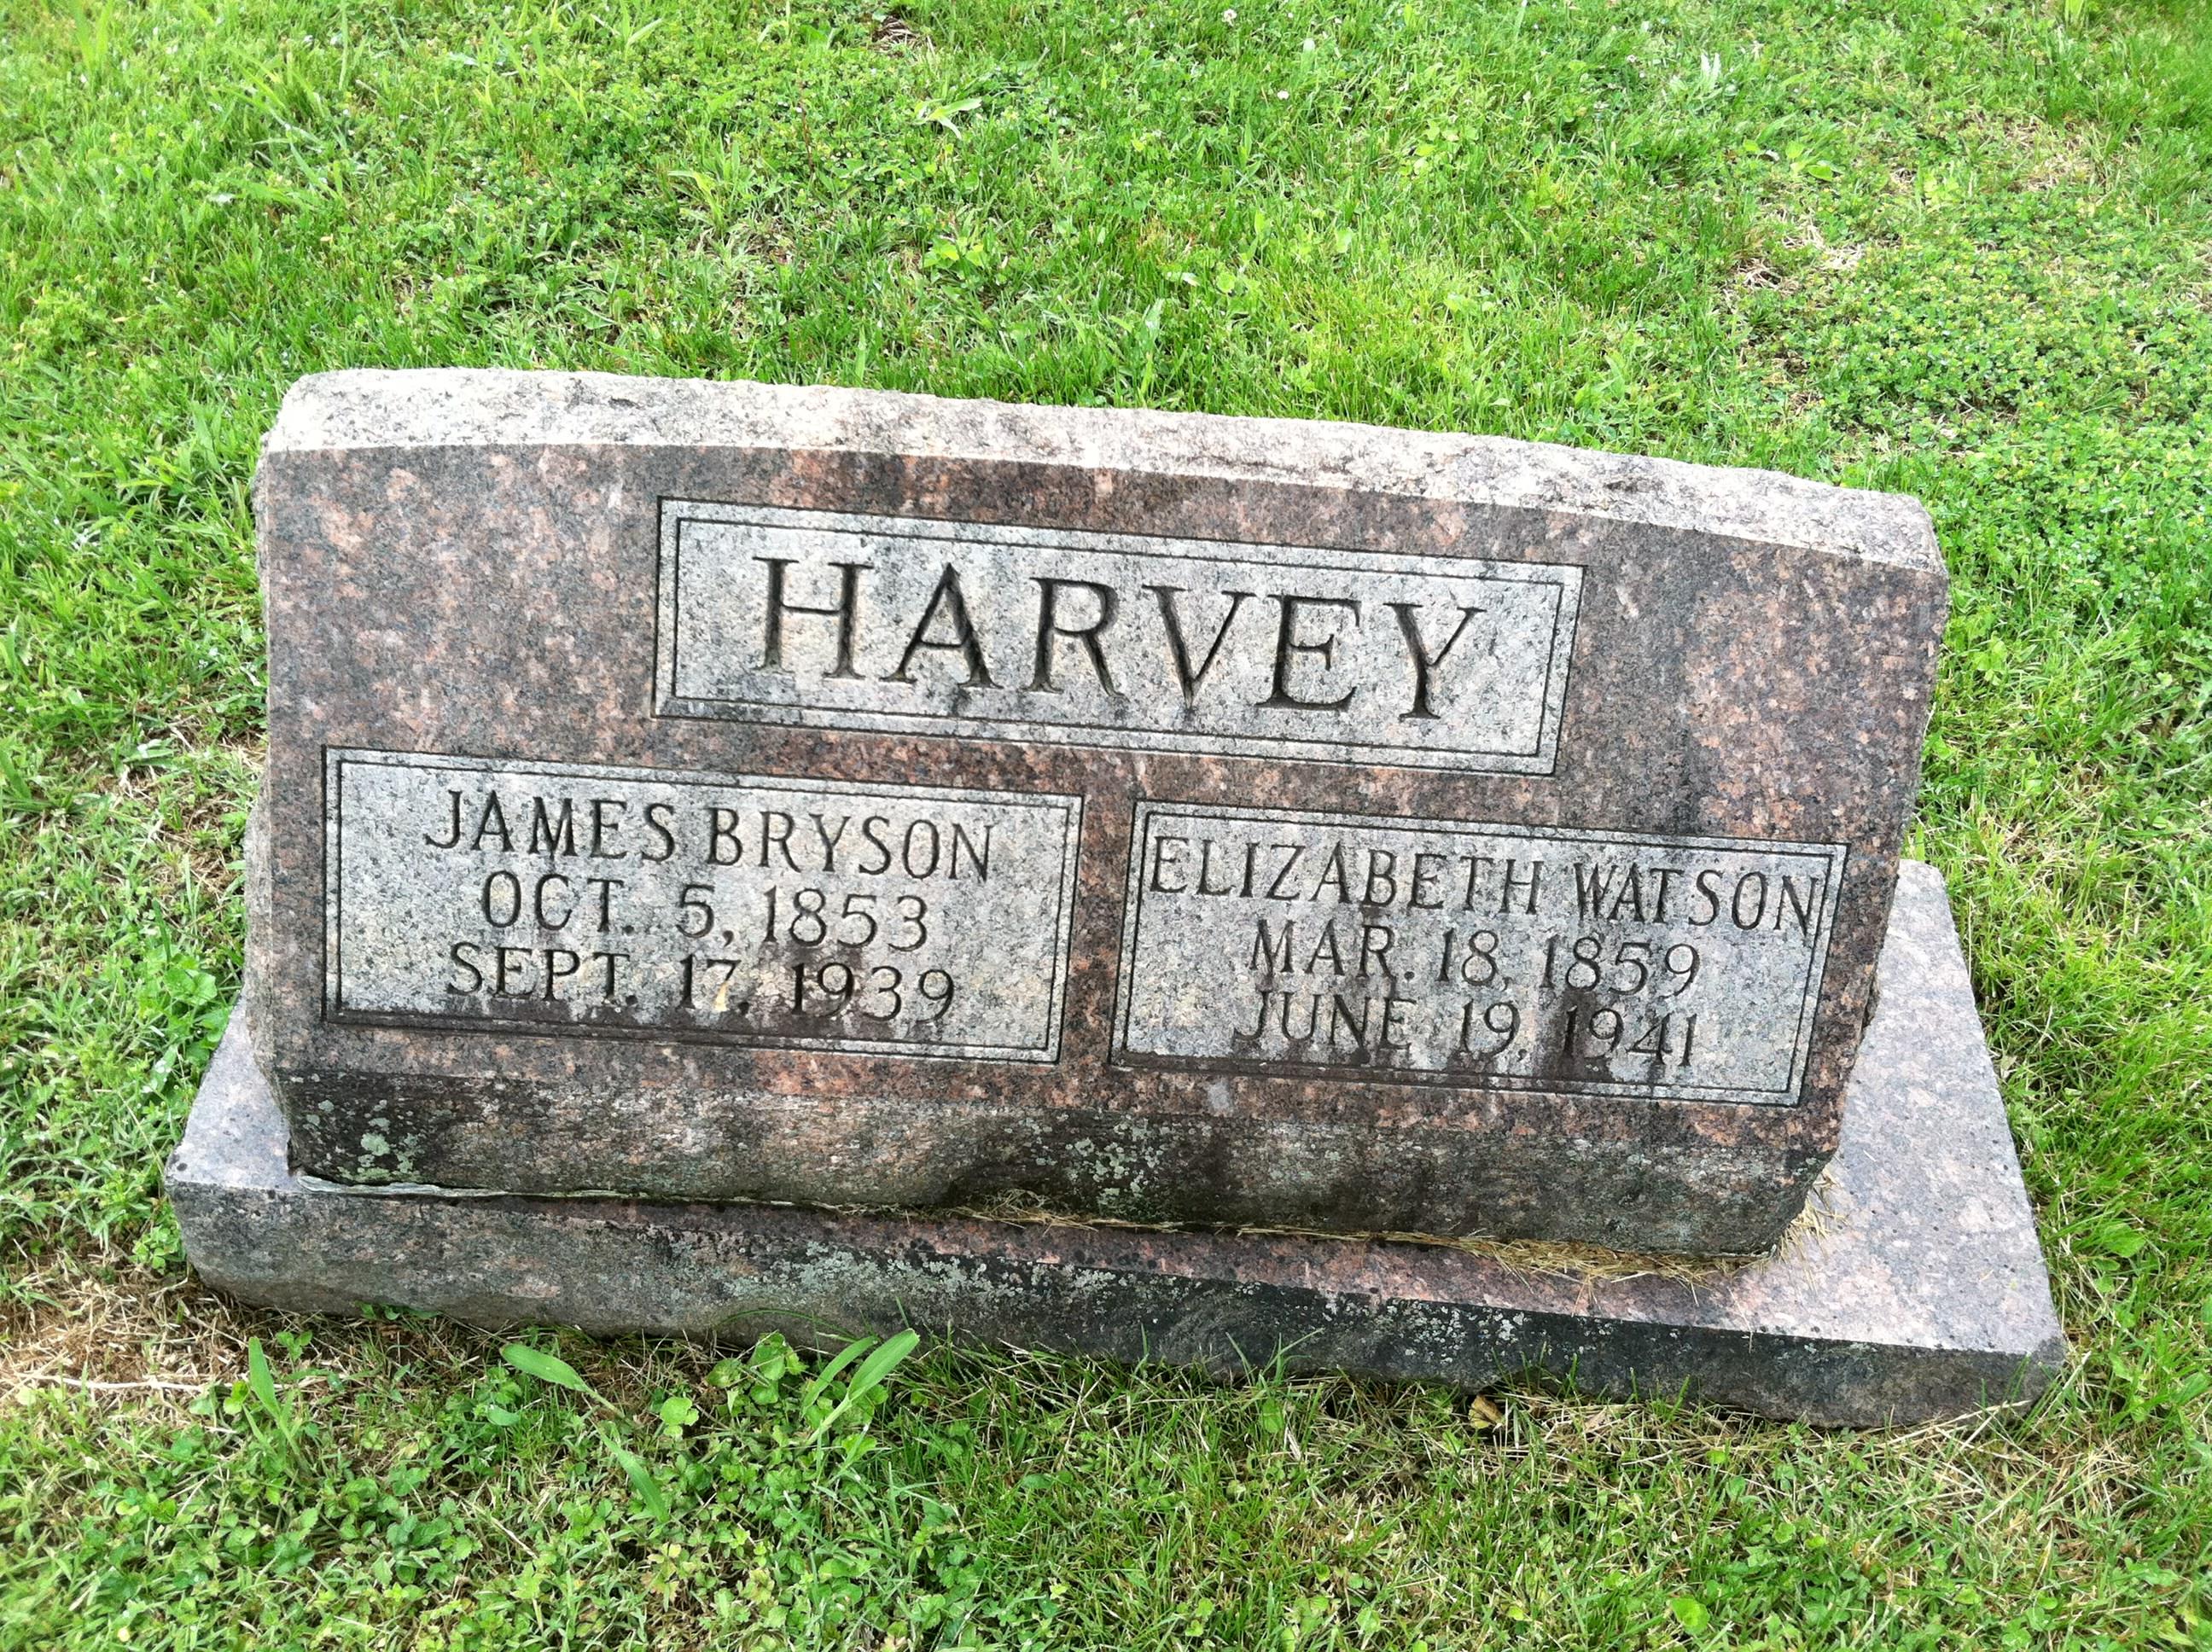 HARVEY
JAMES BRYSON
OCT. 5, 1853
SEPT. 17, 1939
ELIZABETH WATSON
MAR. 18, 1859
JUNE 19, 1941